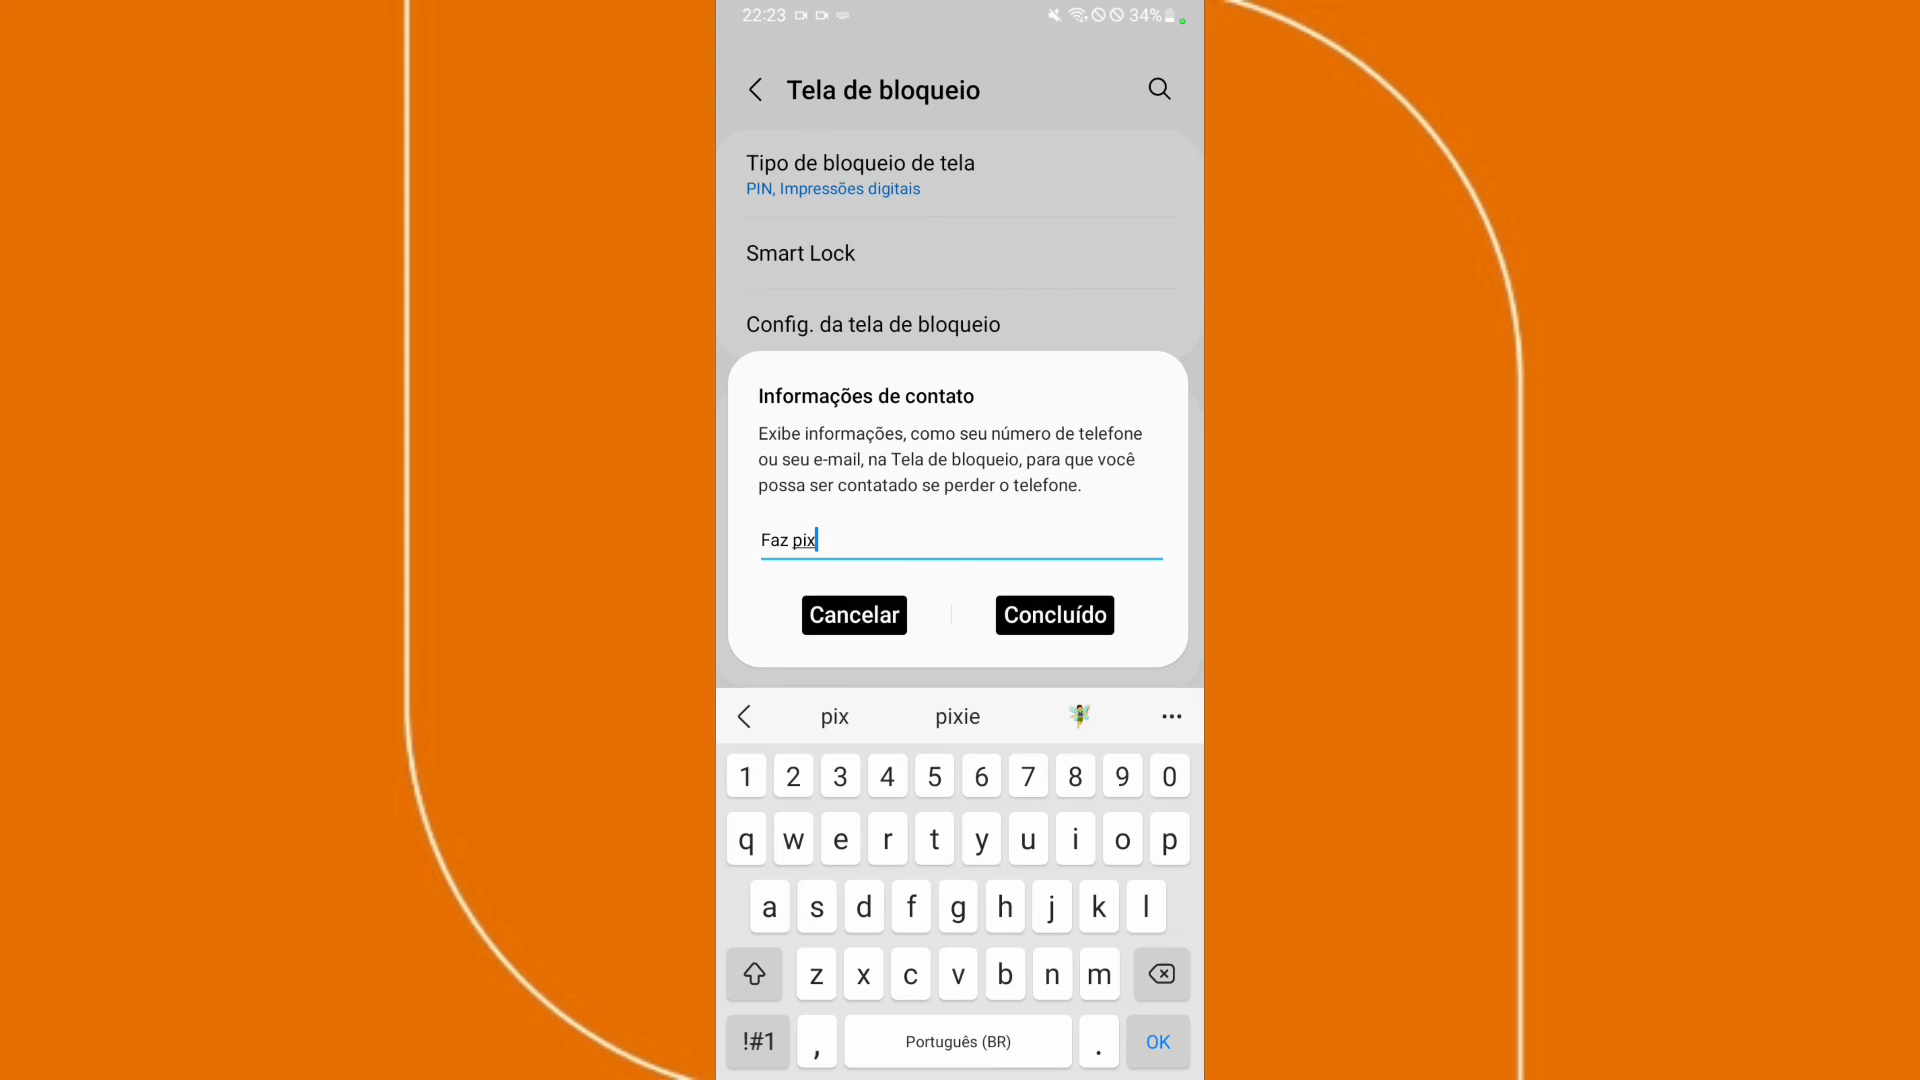 22:23
34%
Tela de bloqueio
Tipo de bloqueio de tela
PIN, Impressões digitais
Smart Lock
Config. da tela de bloqueio
Informações de contato
Exibe informações, como seu número de telefone
ou seu e-mail, na Tela de bloqueio, para que você
possa ser contatado se perder o telefone.
Faz pix
Cancelar Concluído
pix pixie
1 2 3 4 5 6 7 8 9 0
q w e r t y u i o p
a s d f g h j k l
z x c v b n m
!#1 , Português (BR) . OK